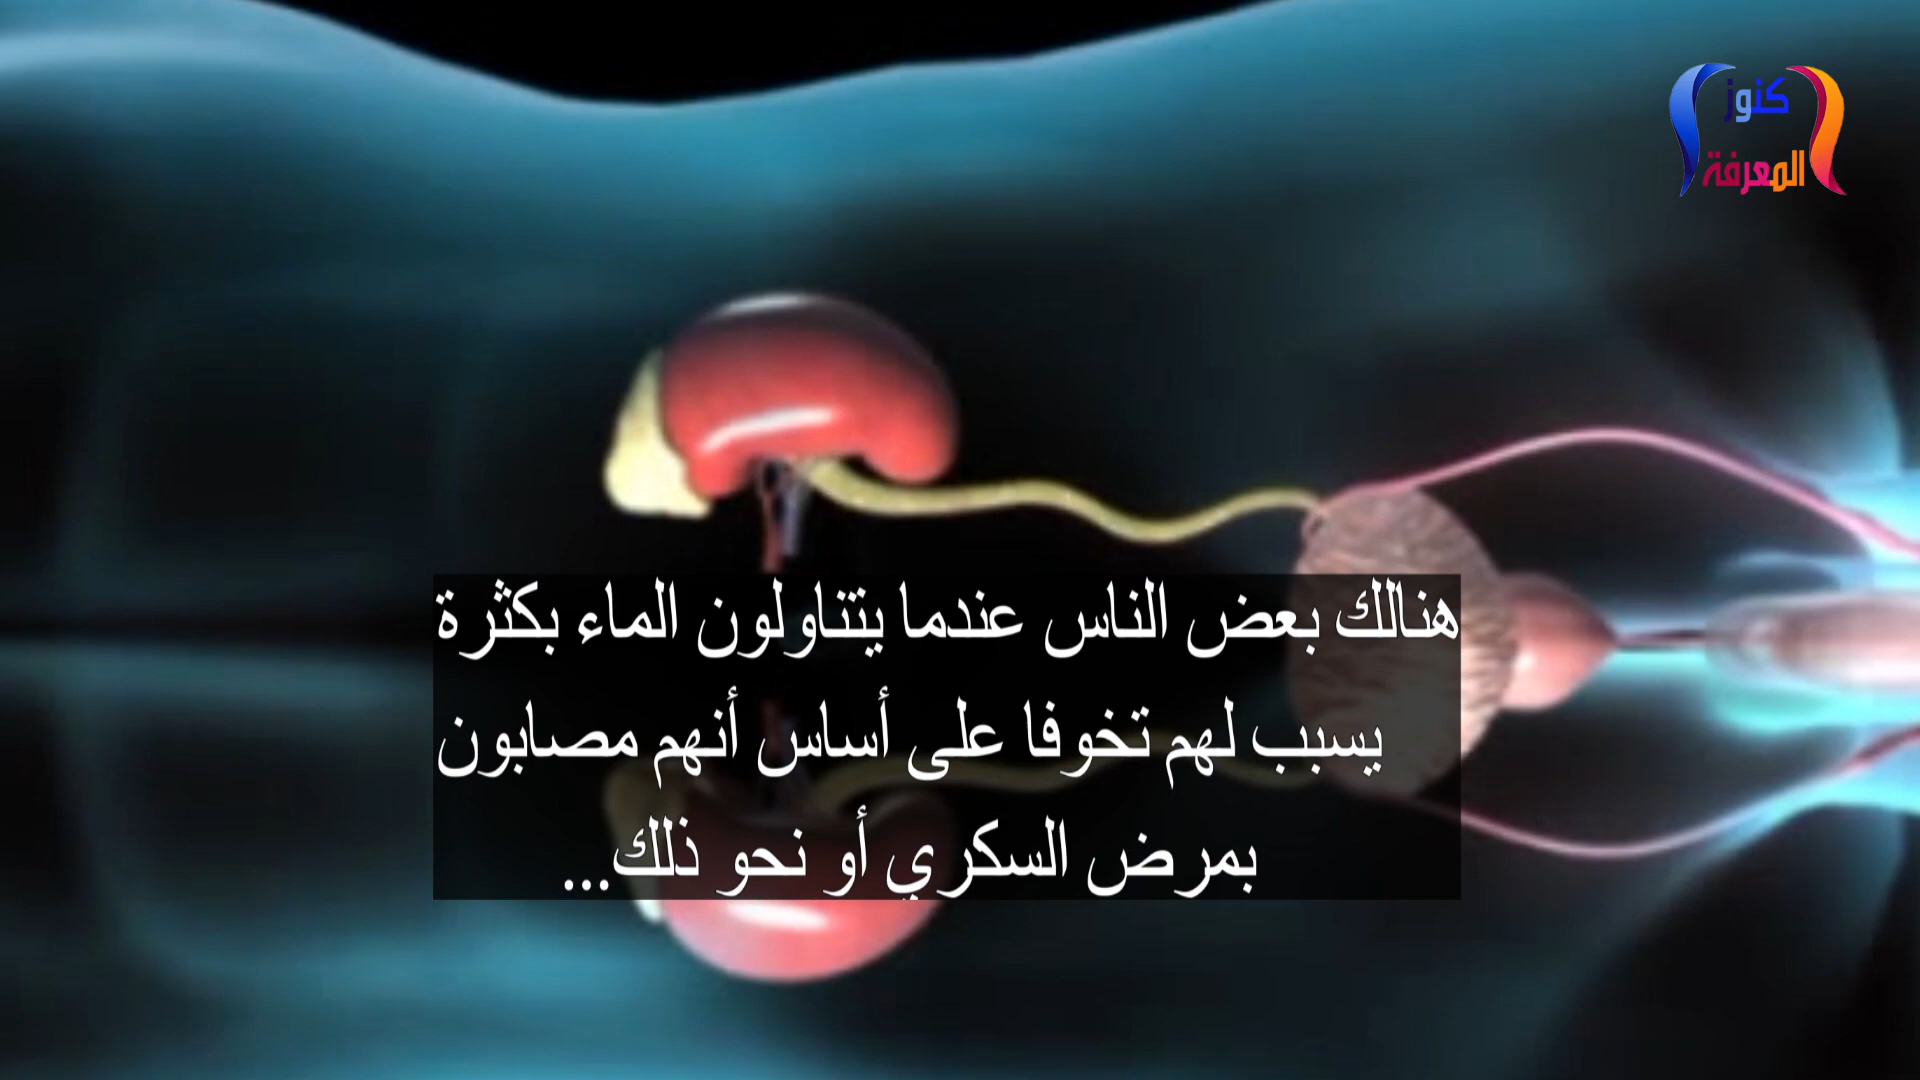 كنوز
المعرفة
هنالك بعض الناس عندما يتتاولون الماء بكثرة
يسبب لهم تخوفا على أساس أنهم مصابون
بمرض السكري أو نحو ذلك...